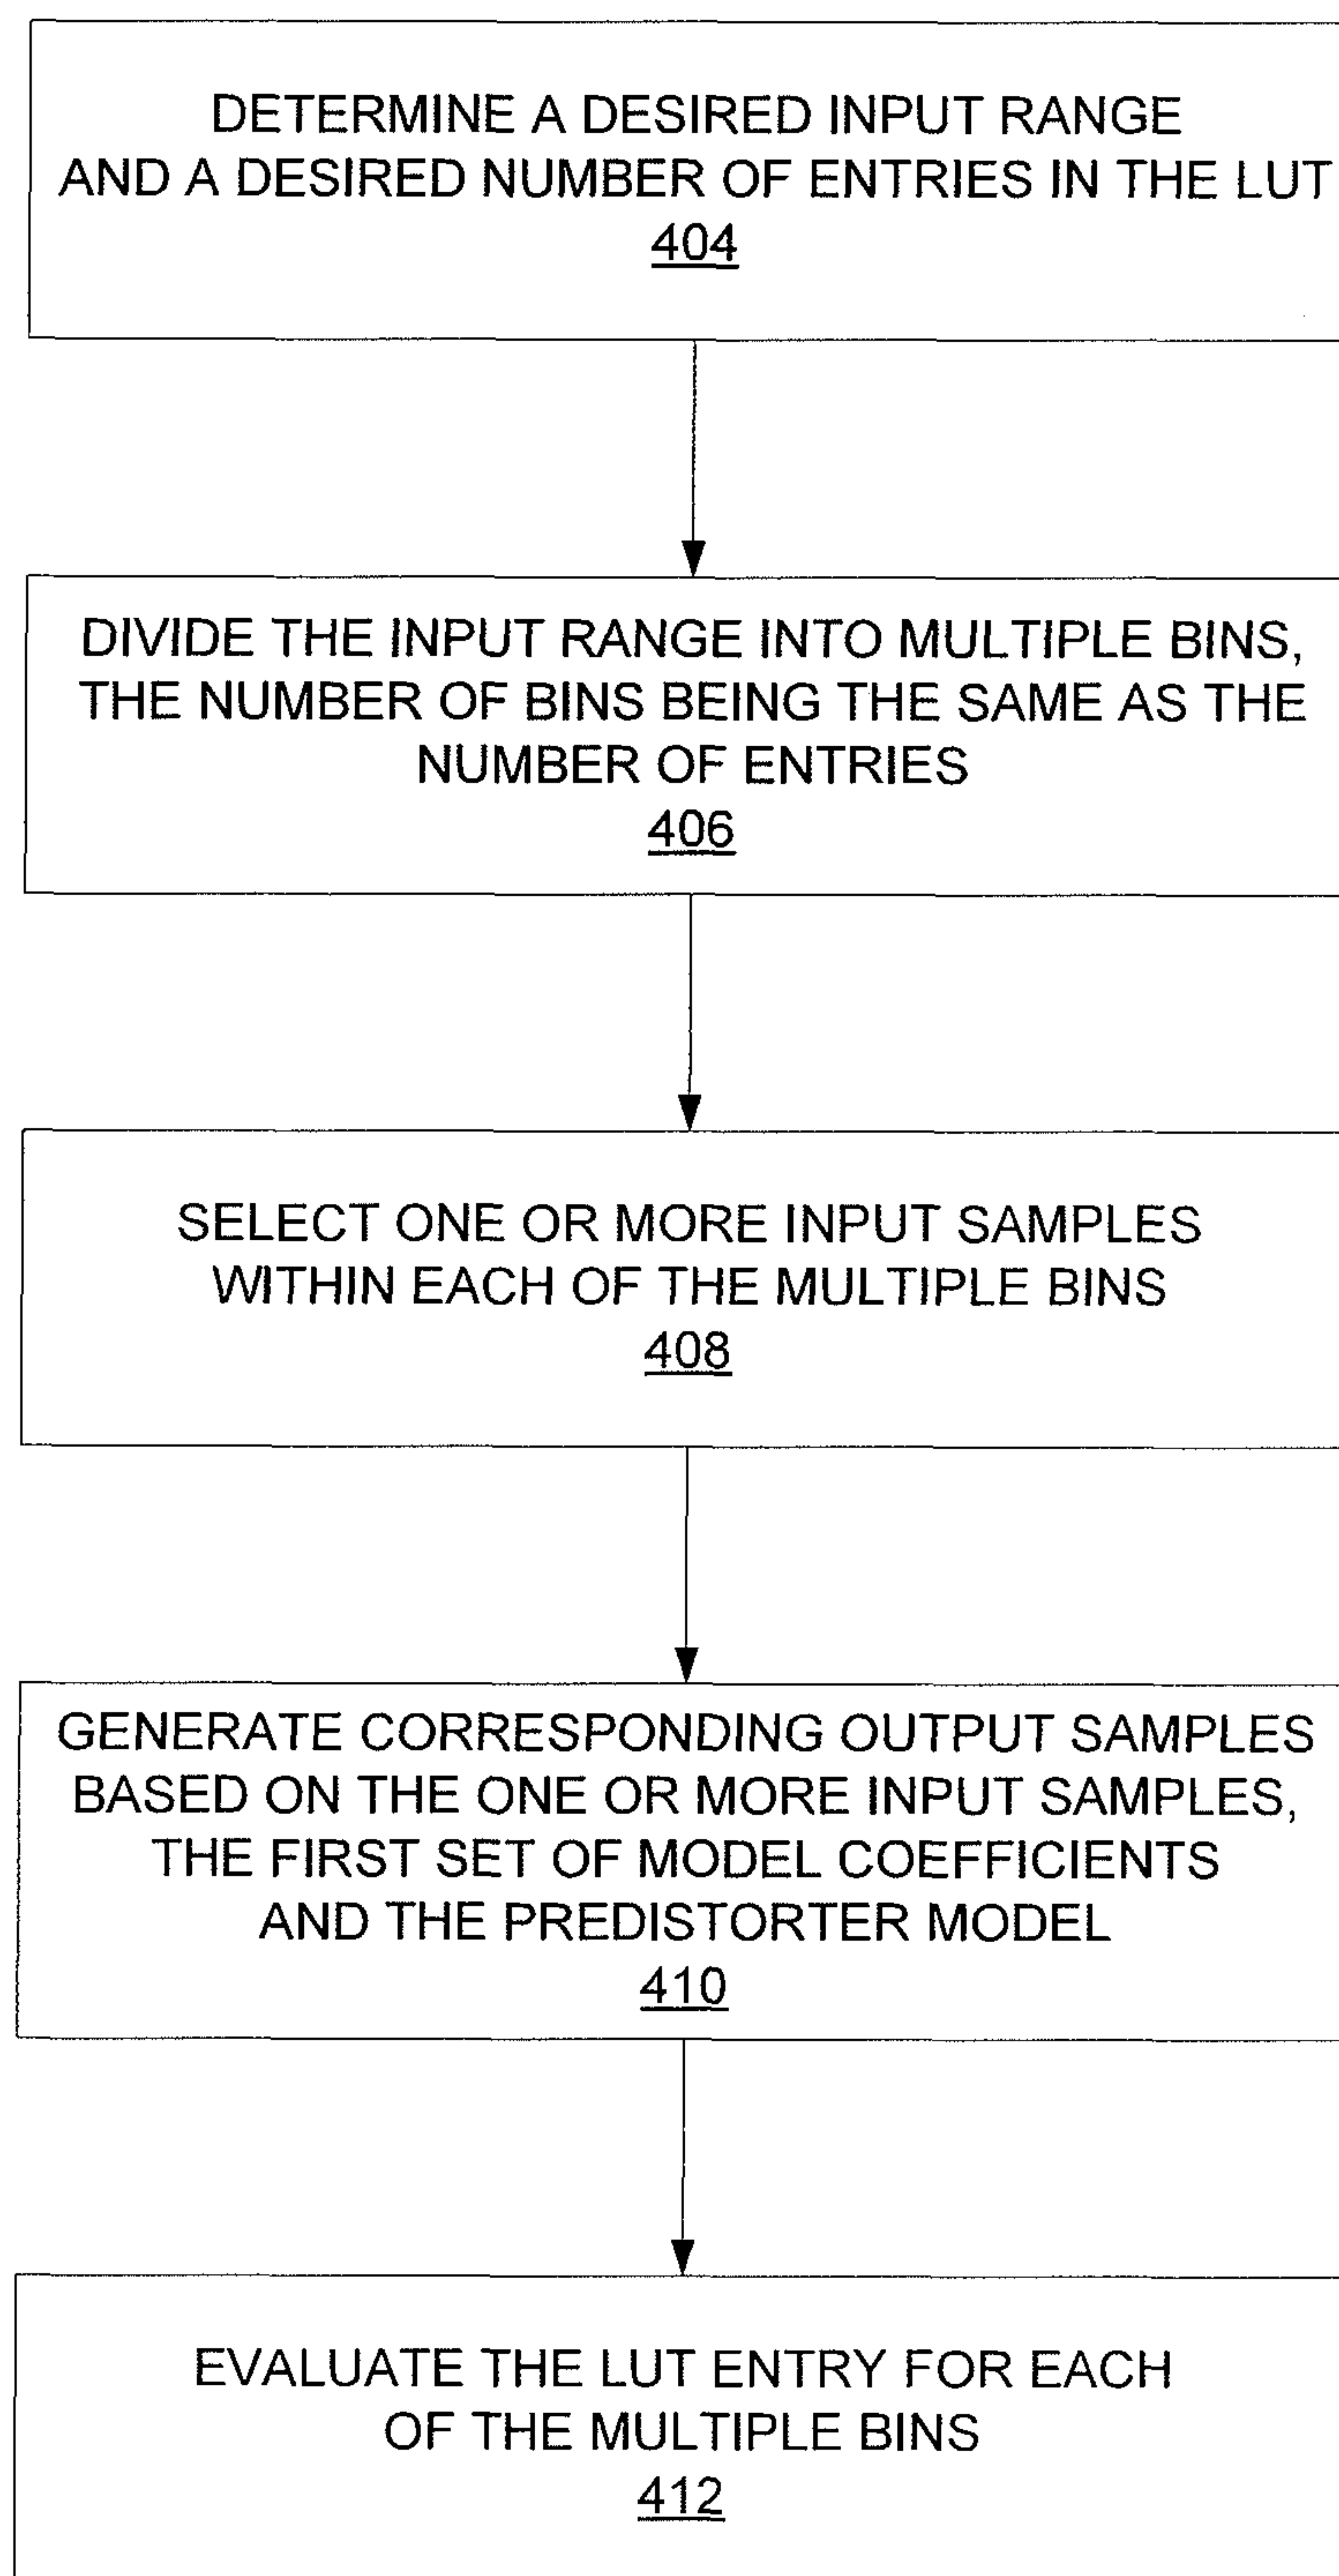 DETERMINE A DESIRED INPUT RANGE
AND A DESIRED NUMBER OF ENTRIES IN THE LUT
404
DIVIDE THE INPUT RANGE INTO MULTIPLE BINS,
THE NUMBER OF BINS BEING THE SAME AS THE
NUMBER OF ENTRIES
406
SELECT ONE OR MORE INPUT SAMPLES
WITHIN EACH OF THE MULTIPLE BINS
408
GENERATE CORRESPONDING OUTPUT SAMPLES
BASED ON THE ONE OR MORE INPUT SAMPLES,
THE FIRST SET OF MODEL COEFFICIENTS
AND THE PREDISTORTER MODEL
410
EVALUATE THE LUT ENTRY FOR EACH
OF THE MULTIPLE BINS
412